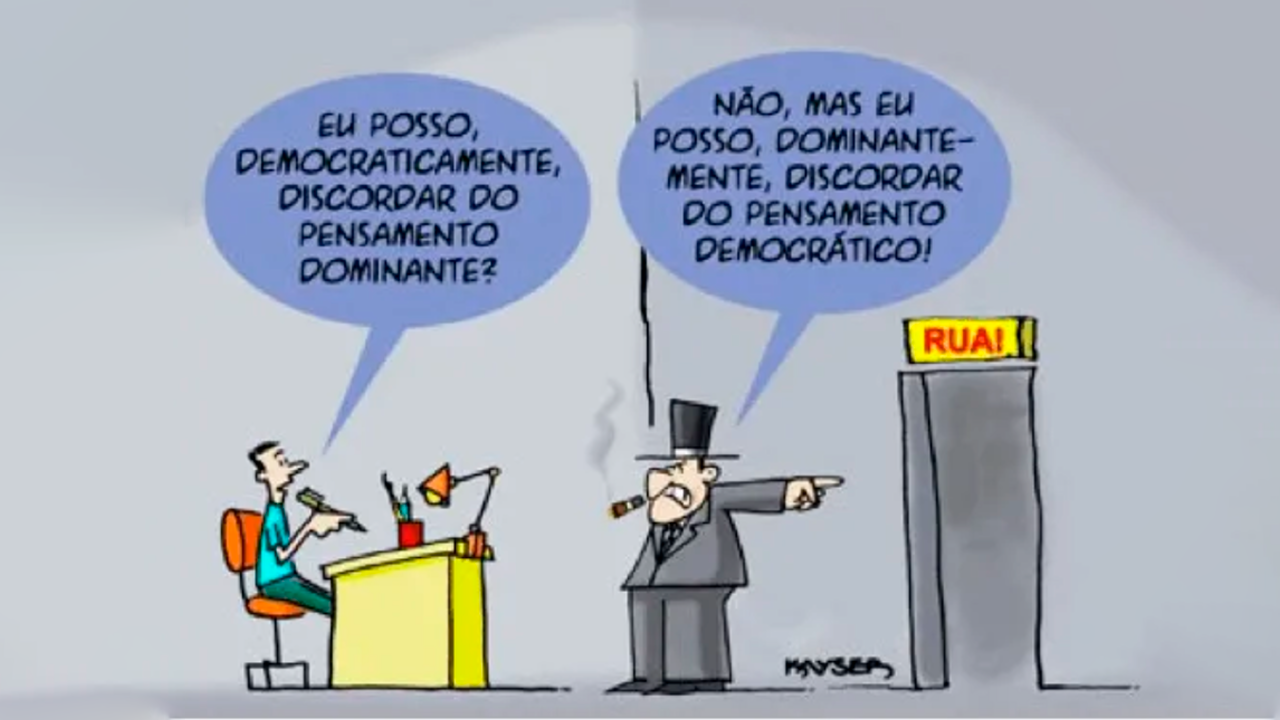 EU POSSO,
DEMOCRATICAMENTE,
DISCORDAR DO
PENSAMENTO
DOMINANTE?
NÃO, MAS EU
POSSO, DOMINANTE-
MENTE, DISCORDAR
DO PENSAMENTO
DEMOCRÁTICO!
RUA!
KAYSER